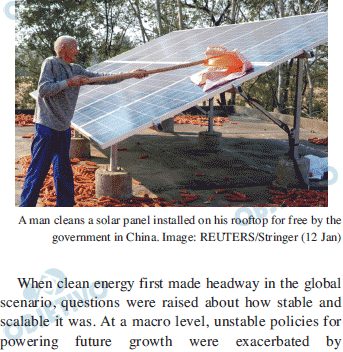 A man cleans a solar panel installed on his rooftop for free by the
government in China. Image: REUTERS/Stringer (12 Jan)
When clean energy first made headway in the global
scenario, questions were raised about how stable and
scalable it was. At a macro level, unstable policies for
powering future growth were exacerbated by
OBJETIVO